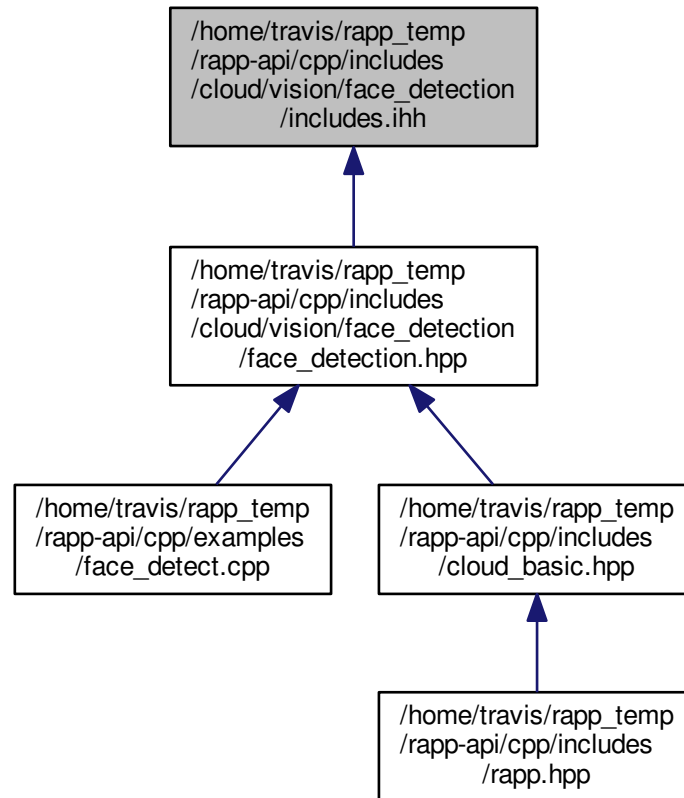 /home/travis/rapp_temp
/rapp-api/cpp/includes
/cloud/vision/face_detection
/includes.ihh
/home/travis/rapp_temp
/rapp-api/cpp/includes
/cloud/vision/face_detection
/face_detection.hpp
/home/travis/rapp_temp
/rapp-api/cpp/examples
/face_detect.cpp
/home/travis/rapp_temp
/rapp-api/cpp/includes
/cloud_basic.hpp
/home/travis/rapp_temp
/rapp-api/cpp/includes
/rapp.hpp